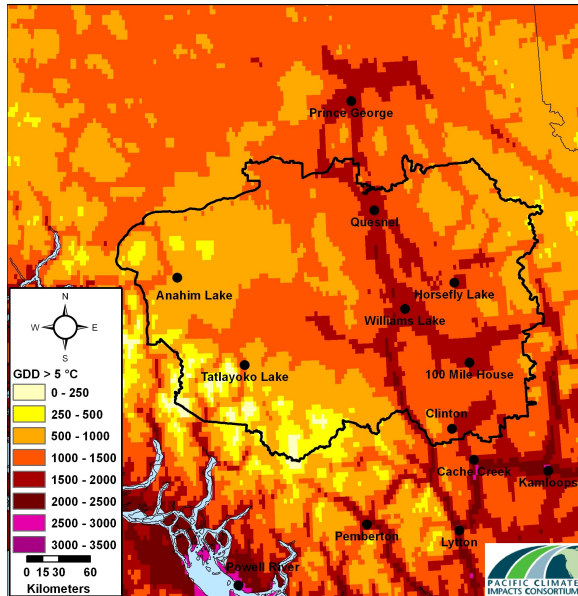 Prince George
Quesnel
Anahim Lake
Horsefly Lake
Williams Lake
Tatlayoko Lake
100 Mile House
Clinton
Cache Creek
Kamloops
Pemberton
Lytton
Powell River
N
W E
S
GDD > 5 °C
0 - 250
250 - 500
500 - 1000
1000 - 1500
1500 - 2000
2000 - 2500
2500 - 3000
3000 - 3500
0 15 30 60
Kilometers
PACIFIC CLIMATE
IMPACTS CONSORTIUM